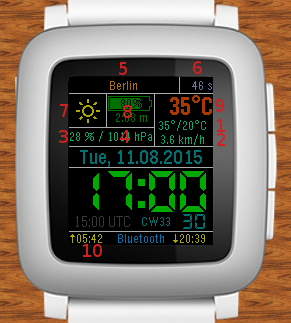 5 6
Berlin 46 s
7 80% 35°C 9
8
2.83 m
35°/20°C 1
3 28 % / 1011 hPa 4 3.6 km/h 2
Tue, 11.08.2015
17:00
15:00 UTC CW33 30
↑05:42 Bluetooth ↓20:39
10